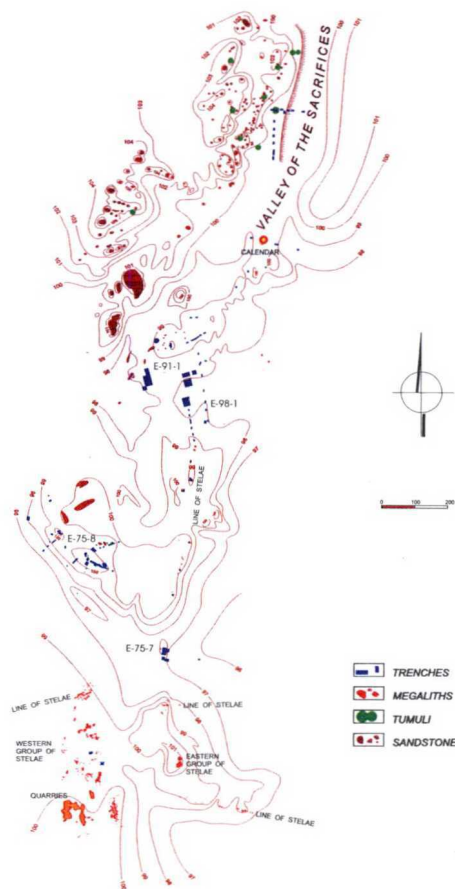 VALLEY OF THE SACRIFICES
CALENDAR
E-91-1
E-98-1
LINE OF STELAE
E-75-8
E-75-7
LINE OF STELAE
LINE OF STELAE
WESTERN
GROUP OF
STELAE
EASTERN
GROUP OF
STELAE
QUARRIES
LINE OF STELAE
0 100 200
TRENCHES
MEGALITHS
TUMULI
SANDSTONE